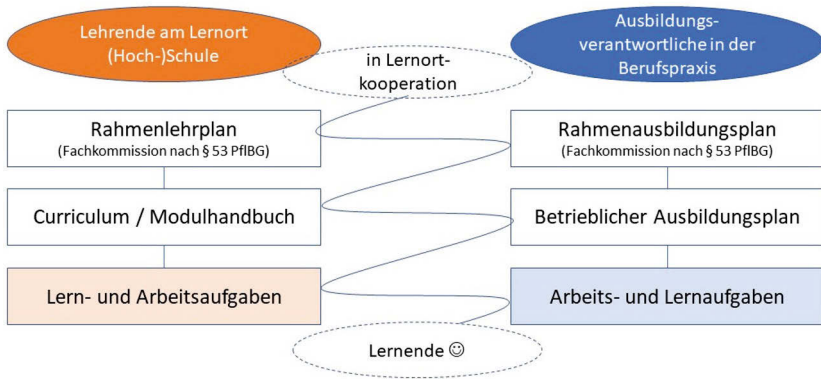 Lehrende am Lernort
(Hoch-)Schule
in Lernort-
kooperation
Ausbildungs-
verantwortliche in der
Berufspraxis
Rahmenlehrplan
(Fachkommission nach § 53 PflBG)
Rahmenausbildungsplan
(Fachkommission nach § 53 PflBG)
Curriculum / Modulhandbuch
Betrieblicher Ausbildungsplan
Lern- und Arbeitsaufgaben
Arbeits- und Lernaufgaben
Lernende ☺